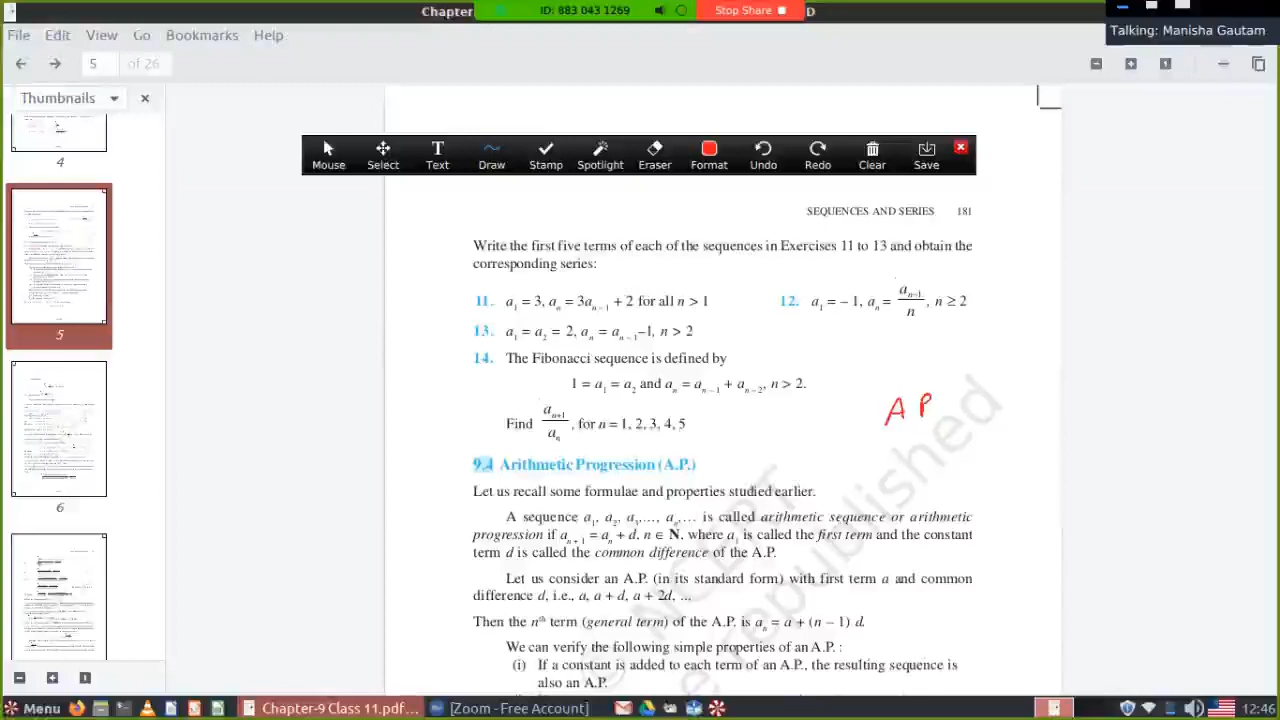 Chapter
ID: 883 043 1269
Stop Share
D
Talking: Manisha Gautam
File Edit View Go Bookmarks Help
5 of 26
Thumbnails
4
5
6
Mouse Select Text Draw Stamp Spotlight Eraser Format Undo Redo Clear Save
SEQUENCES AND SERIES 181
Write the first five terms of each of the sequences in Exercises 11 to 13 and obtain the
corresponding series:
11. a₁ = 3, aₙ = 3aₙ₋₁ + 2 for all n > 1 12. a₁ = – 1, aₙ = aₙ₋₁/n, n ≥ 2
13. a₁ = a₂ = 2, aₙ = aₙ₋₁–1, n > 2
14. The Fibonacci sequence is defined by
1 = a₁ = a₂ and aₙ = aₙ₋₁ + aₙ₋₂, n > 2.
A P
Find aₙ₊₁/aₙ, for n = 1, 2, 3, 4, 5
Arithmetic Progression (A.P.)
Let us recall some formulae and properties studied earlier.
A sequence a₁, a₂, a₃,…, aₙ,… is called arithmetic sequence or arithmetic
progression if aₙ₊₁ = aₙ + d, n ∈ N, where a₁ is called the first term and the constant
term d is called the common difference of the A.P.
Let us consider an A.P. (in its standard form) with first term a and common
difference d, i.e., a, a + d, a + 2d, ...
Then the nᵗʰ term (general term) of the A.P. is aₙ = a + (n – 1) d.
We can verify the following simple properties of an A.P. :
(i) If a constant is added to each term of an A.P., the resulting sequence is
also an A.P.
published
Menu Chapter-9 Class 11.pdf... [Zoom - Free Account] 12:46